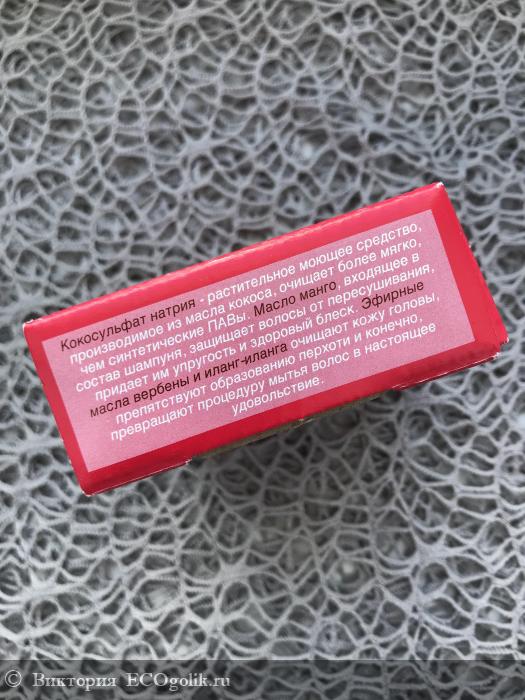 Кокосульфат натрия - растительное моющее средство,
производимое из масла кокоса, очищает более мягко,
чем синтетические ПАВы. Масло манго, входящее в
состав шампуня, защищает волосы от пересушивания,
придает им упругость и здоровый блеск. Эфирные
масла вербены и иланг-иланга очищают кожу головы,
препятствуют образованию перхоти и конечно,
превращают процедуру мытья волос в настоящее
удовольствие.
© Виктория ECOgolik.ru